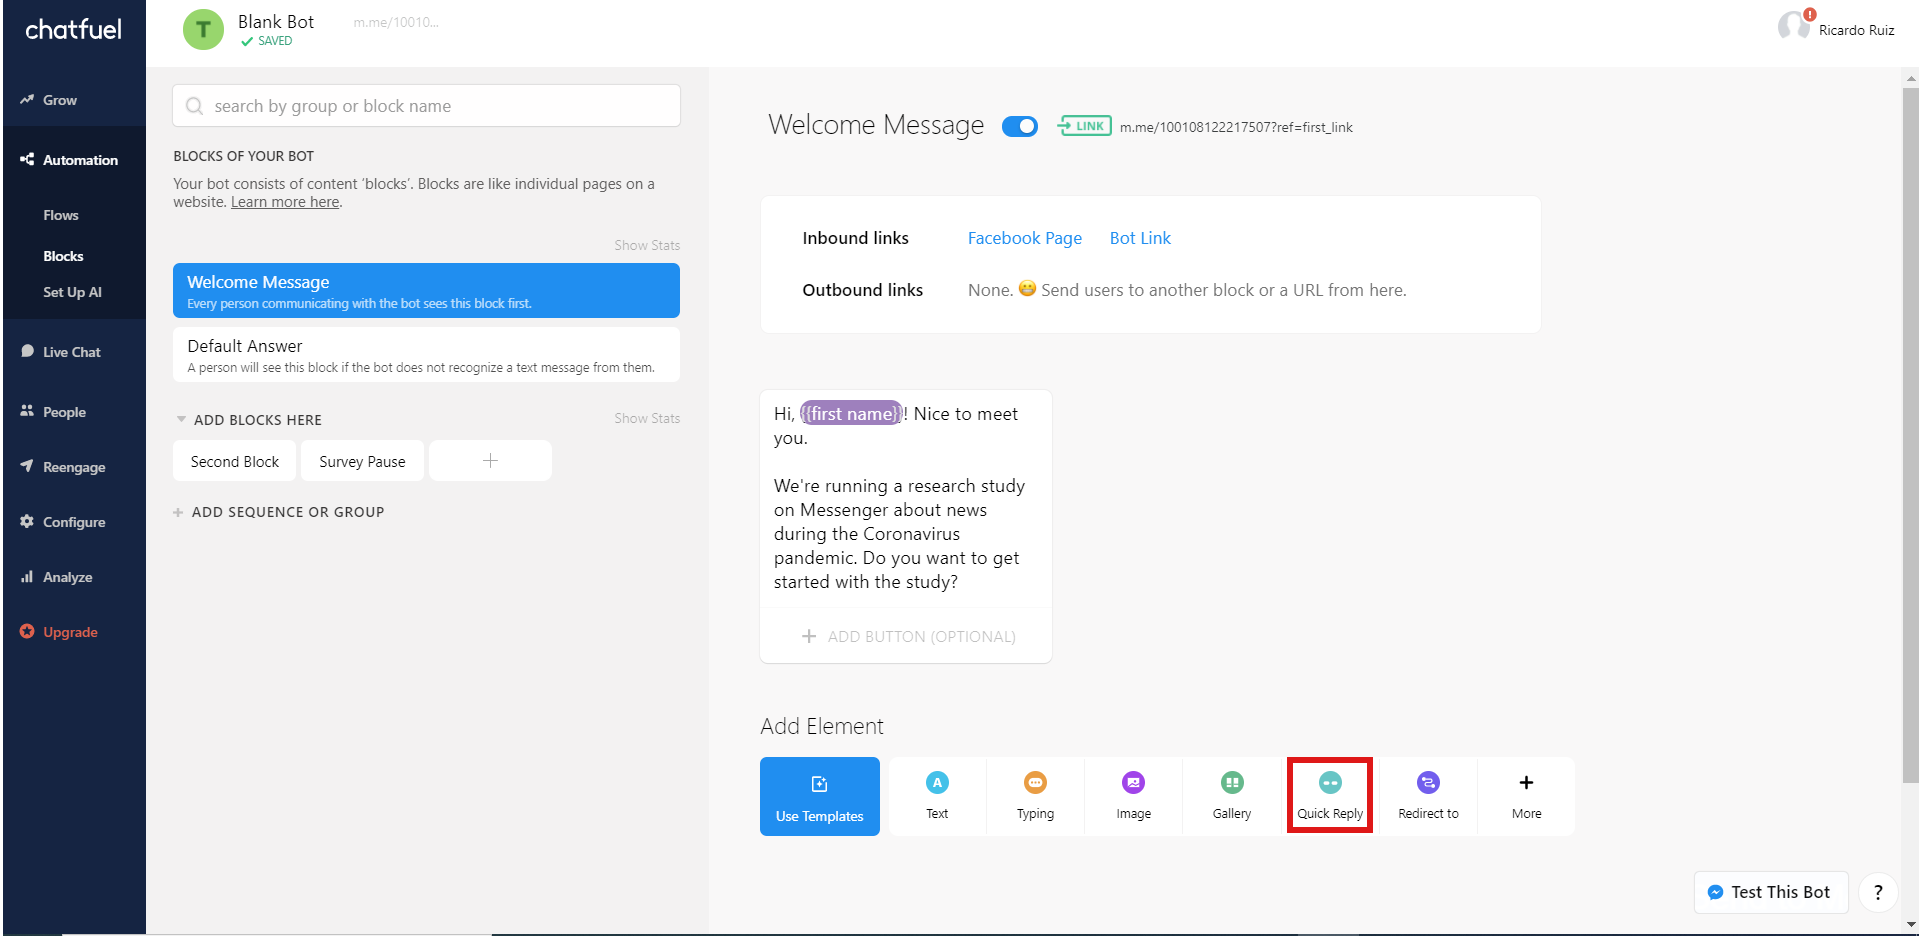 chatfuel
T
Blank Bot
SAVED
m.me/10010...
!
Ricardo Ruiz
Grow
Automation
Flows
Blocks
Set Up AI
Live Chat
People
Reengage
Configure
Analyze
Upgrade
search by group or block name
BLOCKS OF YOUR BOT
Your bot consists of content ‘blocks’. Blocks are like individual pages on a
website. Learn more here.
Show Stats
Welcome Message
Every person communicating with the bot sees this block first.
Default Answer
A person will see this block if the bot does not recognize a text message from them.
ADD BLOCKS HERE
Show Stats
Second Block
Survey Pause
+
+ ADD SEQUENCE OR GROUP
Welcome Message
LINK
m.me/100108122217507?ref=first_link
Inbound links
Facebook Page
Bot Link
Outbound links
None. 😁 Send users to another block or a URL from here.
Hi, {{first name}}! Nice to meet
you.
We're running a research study
on Messenger about news
during the Coronavirus
pandemic. Do you want to get
started with the study?
+ ADD BUTTON (OPTIONAL)
Add Element
Use Templates
A
Text
Typing
Image
Gallery
Quick Reply
Redirect to
+
More
Test This Bot
?